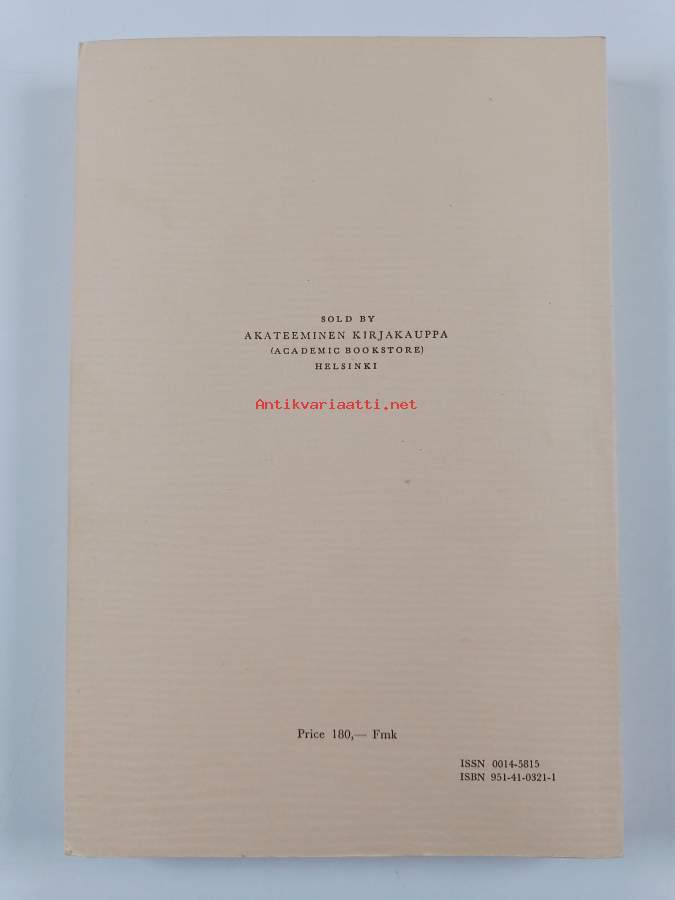 SOLD BY
AKATEEMINEN KIRJAKAUPPA
(ACADEMIC BOOKSTORE)
HELSINKI
Antikvariaatti.net
Price 180,— Fmk
ISSN 0014-5815
ISBN 951-41-0321-1